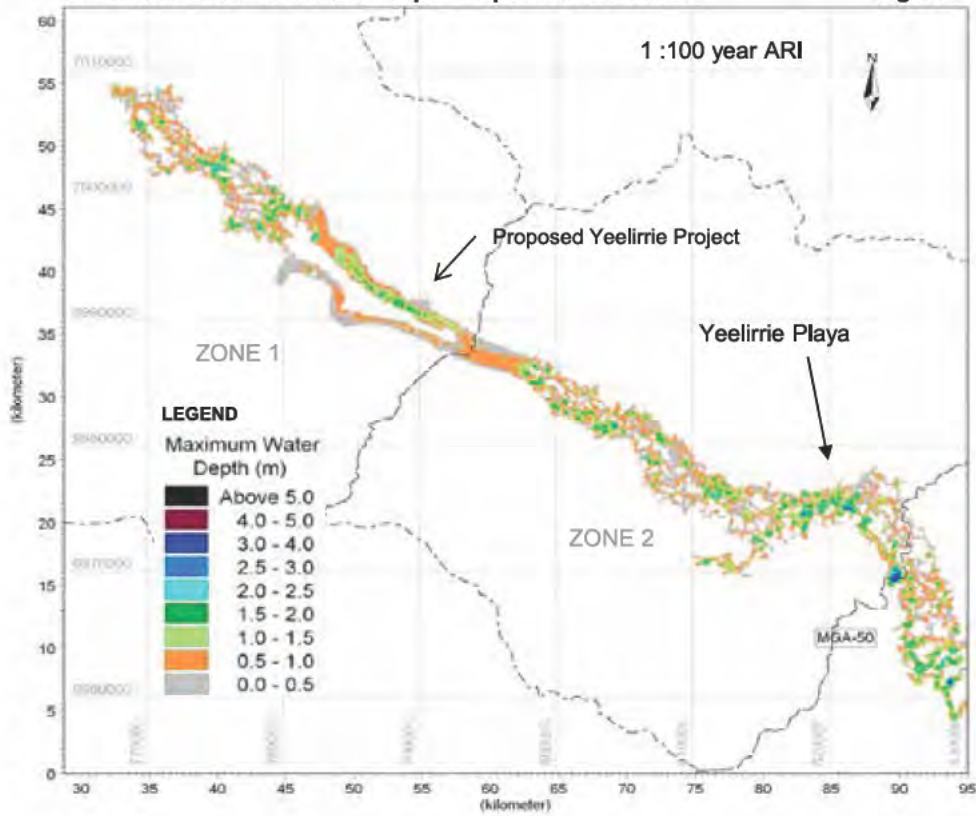 1 :100 year ARI
N
Proposed Yeelirrie Project
Yeelirrie Playa
ZONE 1
ZONE 2
MGA-50
LEGEND
Maximum Water
Depth (m)
Above 5.0
4.0 - 5.0
3.0 - 4.0
2.5 - 3.0
2.0 - 2.5
1.5 - 2.0
1.0 - 1.5
0.5 - 1.0
0.0 - 0.5
(kilometer)
60
55
50
45
40
35
30
25
20
15
10
5
0
30 35 40 45 50 55 60 65 70 75 80 85 90 95
(kilometer)